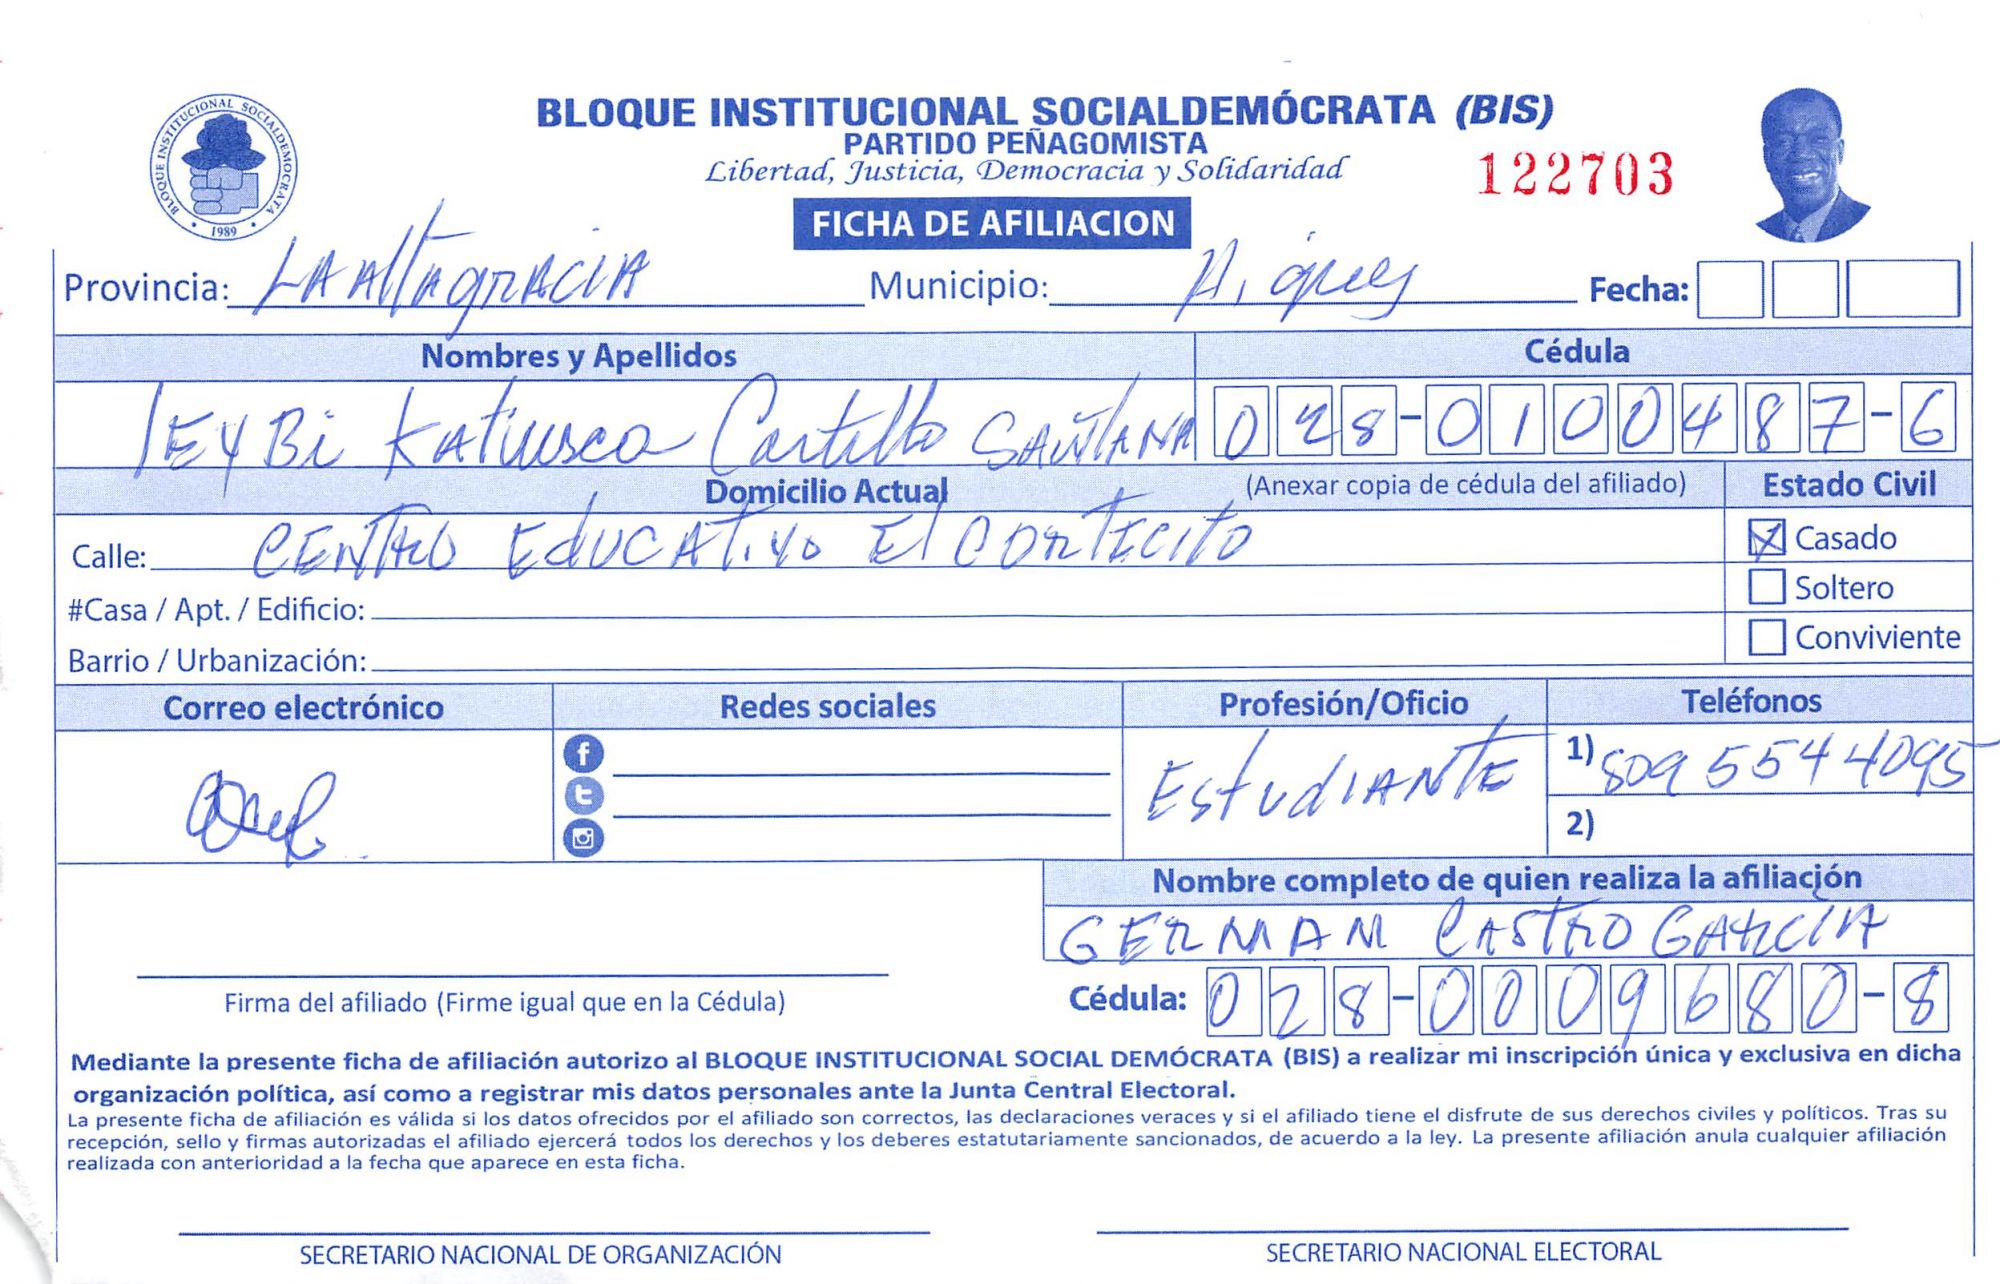 BLOQUE INSTITUCIONAL SOCIALDEMÓCRATA (BIS)
PARTIDO PEÑAGOMISTA
Libertad, Justicia, Democracia y Solidaridad
122703
BLOQUE INSTITUCIONAL SOCIALDEMOCRATA
1989
FICHA DE AFILIACION
Provincia: LA Altagracia Municipio: Higuey Fecha:
Nombres y Apellidos Cédula
LEYBi Katiusca Castillo Santana 028-0100487-6
Domicilio Actual (Anexar copia de cédula del afiliado) Estado Civil
Calle: CENTRO EducATivo El CORTECITO
Casado
#Casa / Apt. / Edificio:
Soltero
Barrio / Urbanización:
Conviviente
Correo electrónico Redes sociales Profesión/Oficio Teléfonos
EstudIANTE 1) 809 554 4095
2)
Nombre completo de quien realiza la afiliación
GERMAN CASTRO GARCIA
Cédula: 028-0009680-8
Firma del afiliado (Firme igual que en la Cédula)
Mediante la presente ficha de afiliación autorizo al BLOQUE INSTITUCIONAL SOCIAL DEMÓCRATA (BIS) a realizar mi inscripción única y exclusiva en dicha
organización política, así como a registrar mis datos personales ante la Junta Central Electoral.
La presente ficha de afiliación es válida si los datos ofrecidos por el afiliado son correctos, las declaraciones veraces y si el afiliado tiene el disfrute de sus derechos civiles y políticos. Tras su
recepción, sello y firmas autorizadas el afiliado ejercerá todos los derechos y los deberes estatutariamente sancionados, de acuerdo a la ley. La presente afiliación anula cualquier afiliación
realizada con anterioridad a la fecha que aparece en esta ficha.
SECRETARIO NACIONAL DE ORGANIZACIÓN SECRETARIO NACIONAL ELECTORAL